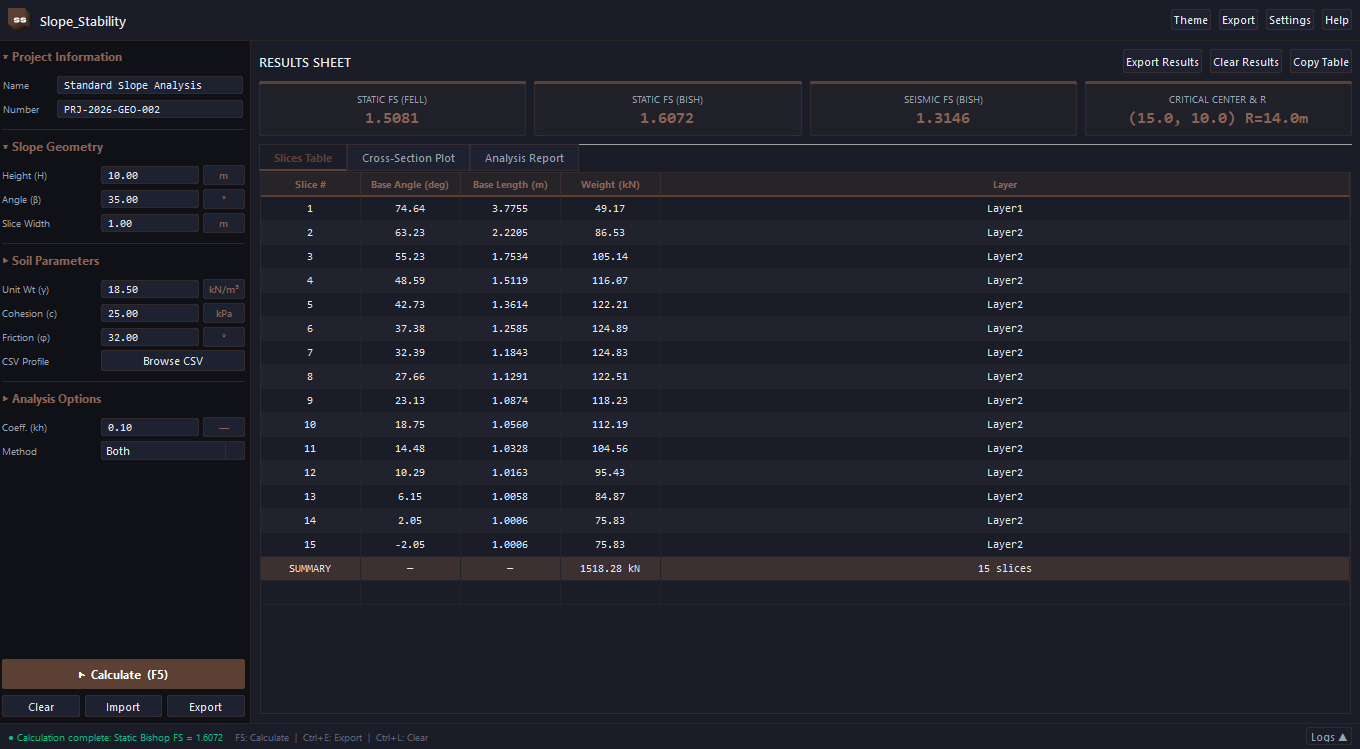 SS Slope_Stability Theme Export Settings Help
▾ Project Information
Name Standard Slope Analysis
Number PRJ-2026-GEO-002
▾ Slope Geometry
Height (H) 10.00 m
Angle (β) 35.00 °
Slice Width 1.00 m
▸ Soil Parameters
Unit Wt (γ) 18.50 kN/m³
Cohesion (c) 25.00 kPa
Friction (φ) 32.00 °
CSV Profile Browse CSV
▸ Analysis Options
Coeff. (kh) 0.10 —
Method Both
▸ Calculate (F5)
Clear Import Export
RESULTS SHEET Export Results Clear Results Copy Table
STATIC FS (FELL) STATIC FS (BISH) SEISMIC FS (BISH) CRITICAL CENTER & R
1.5081 1.6072 1.3146 (15.0, 10.0) R=14.0m
Slices Table Cross-Section Plot Analysis Report
Slice # Base Angle (deg) Base Length (m) Weight (kN) Layer
1 74.64 3.7755 49.17 Layer1
2 63.23 2.2205 86.53 Layer2
3 55.23 1.7534 105.14 Layer2
4 48.59 1.5119 116.07 Layer2
5 42.73 1.3614 122.21 Layer2
6 37.38 1.2585 124.89 Layer2
7 32.39 1.1843 124.83 Layer2
8 27.66 1.1291 122.51 Layer2
9 23.13 1.0874 118.23 Layer2
10 18.75 1.0560 112.19 Layer2
11 14.48 1.0328 104.56 Layer2
12 10.29 1.0163 95.43 Layer2
13 6.15 1.0058 84.87 Layer2
14 2.05 1.0006 75.83 Layer2
15 -2.05 1.0006 75.83 Layer2
SUMMARY — — 1518.28 kN 15 slices
● Calculation complete: Static Bishop FS = 1.6072 F5: Calculate | Ctrl+E: Export | Ctrl+L: Clear Logs ▲